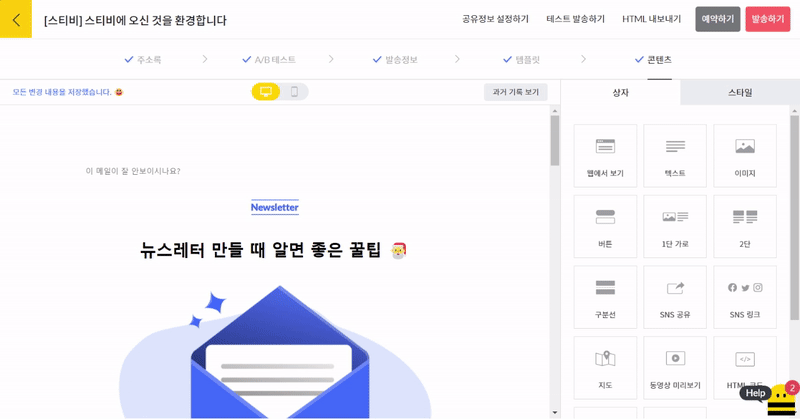 [스티비] 스티비에 오신 것을 환경합니다
공유정보 설정하기
테스트 발송하기
HTML 내보내기
예약하기
발송하기
주소록
A/B 테스트
발송정보
템플릿
콘텐츠
모든 변경 내용을 저장했습니다.
과거 기록 보기
상자
스타일
이 메일이 잘 안보이시나요?
Newsletter
뉴스레터 만들 때 알면 좋은 꿀팁
웹에서 보기
텍스트
이미지
버튼
1단 가로
2단
구분선
SNS 공유
SNS 링크
지도
동영상 미리보기
HTML 코드
Help
2